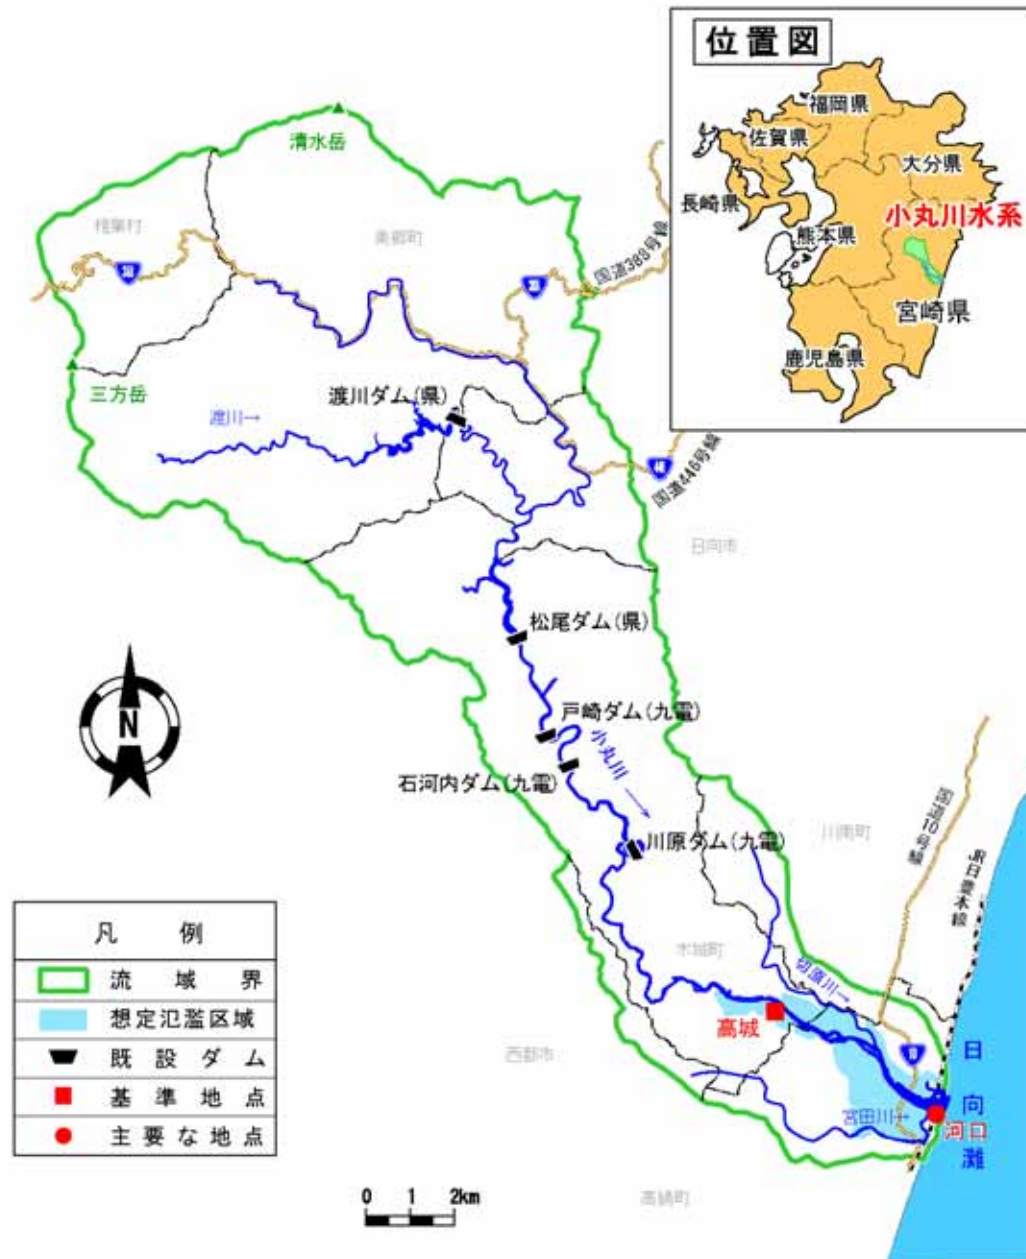 位置図
福岡県
佐賀県
大分県
長崎県
熊本県
小丸川水系
宮崎県
鹿児島県
清水岳
椎葉村
美郷町
国道388号線
三方岳
渡川ダム(県)
渡川→
国道446号線
日向市
松尾ダム(県)
戸崎ダム(九電)
小丸川
石河内ダム(九電)
川原ダム(九電)
N
川南町
国道10号線
JR日豊本線
木城町
切原川→
高城
西都市
日向灘
宮田川→
河口
高鍋町
凡例
流域界
想定氾濫区域
既設ダム
基準地点
主要な地点
0 1 2km